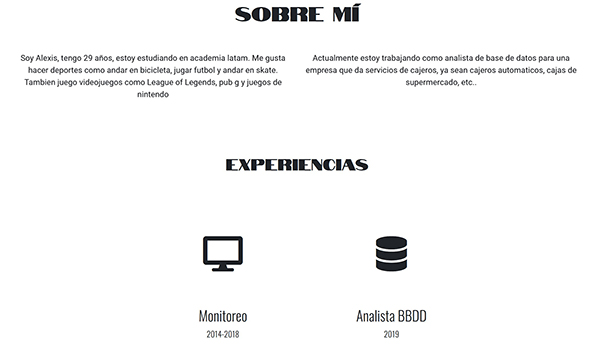 SOBRE MÍ
Soy Alexis, tengo 29 años, estoy estudiando en academia latam. Me gusta
hacer deportes como andar en bicicleta, jugar futbol y andar en skate.
Tambien juego videojuegos como League of Legends, pub g y juegos de
nintendo
Actualmente estoy trabajando como analista de base de datos para una
empresa que da servicios de cajeros, ya sean cajeros automaticos, cajas de
supermercado, etc..
EXPERIENCIAS
Monitoreo
2014-2018
Analista BBDD
2019